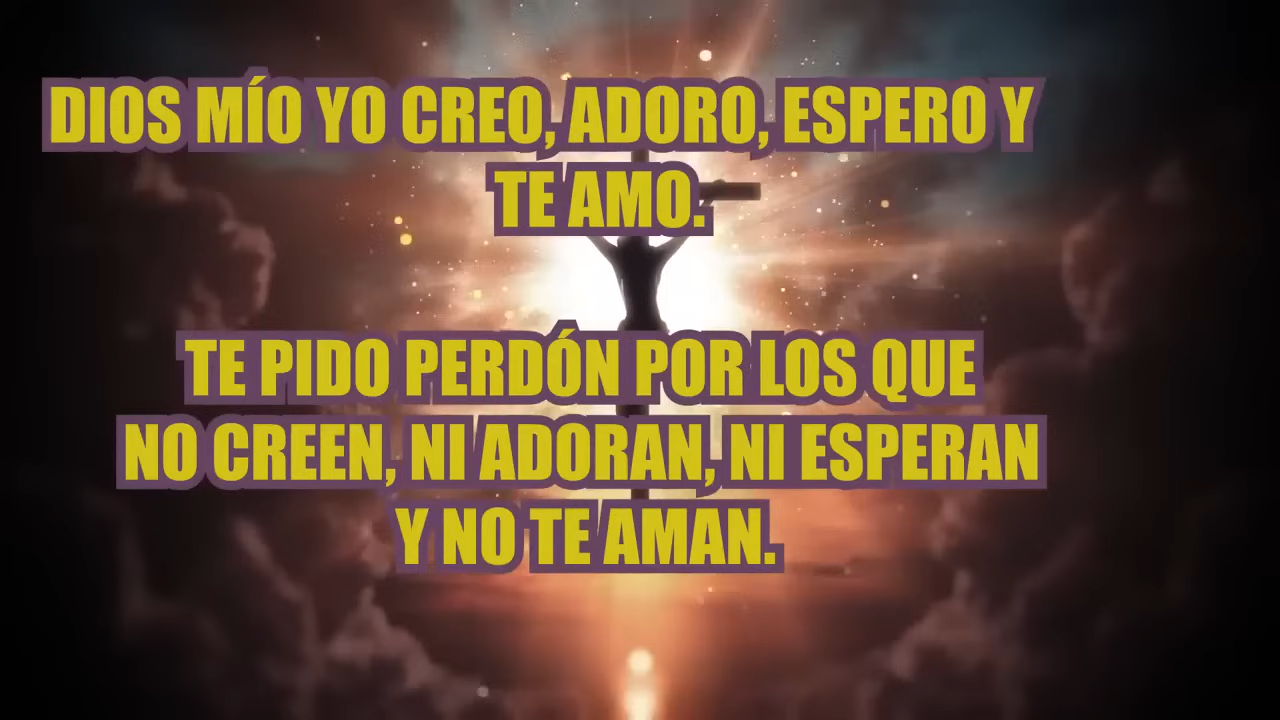 DIOS MÍO YO CREO, ADORO, ESPERO Y
TE AMO.
TE PIDO PERDÓN POR LOS QUE
NO CREEN, NI ADORAN, NI ESPERAN
Y NO TE AMAN.